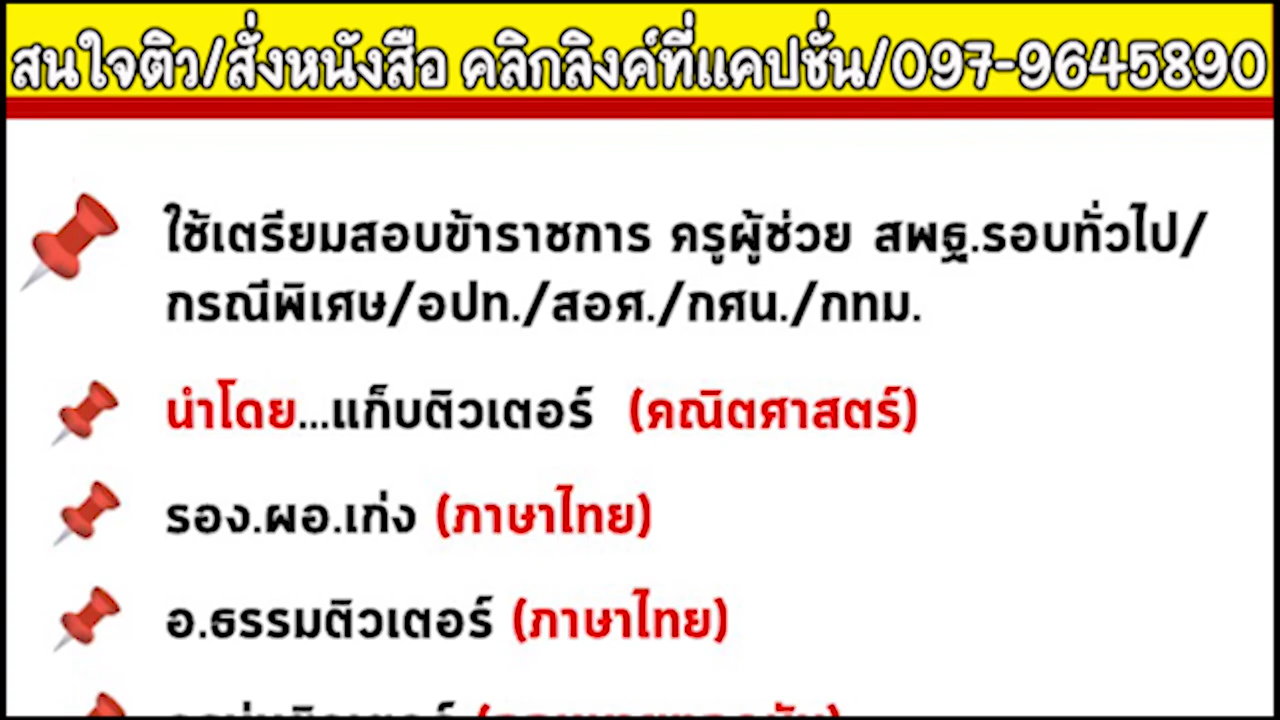 สนใจติว/สั่งหนังสือ คลิกลิงค์ที่แคปชั่น/097-9645890
ใช้เตรียมสอบข้าราชการ ครูผู้ช่วย สพฐ.รอบทั่วไป/
กรณีพิเศษ/อปท./สอศ./กศน./กทม.
นำโดย...แก็บติวเตอร์ (คณิตศาสตร์)
รอง.ผอ.เก่ง (ภาษาไทย)
อ.ธรรมติวเตอร์ (ภาษาไทย)